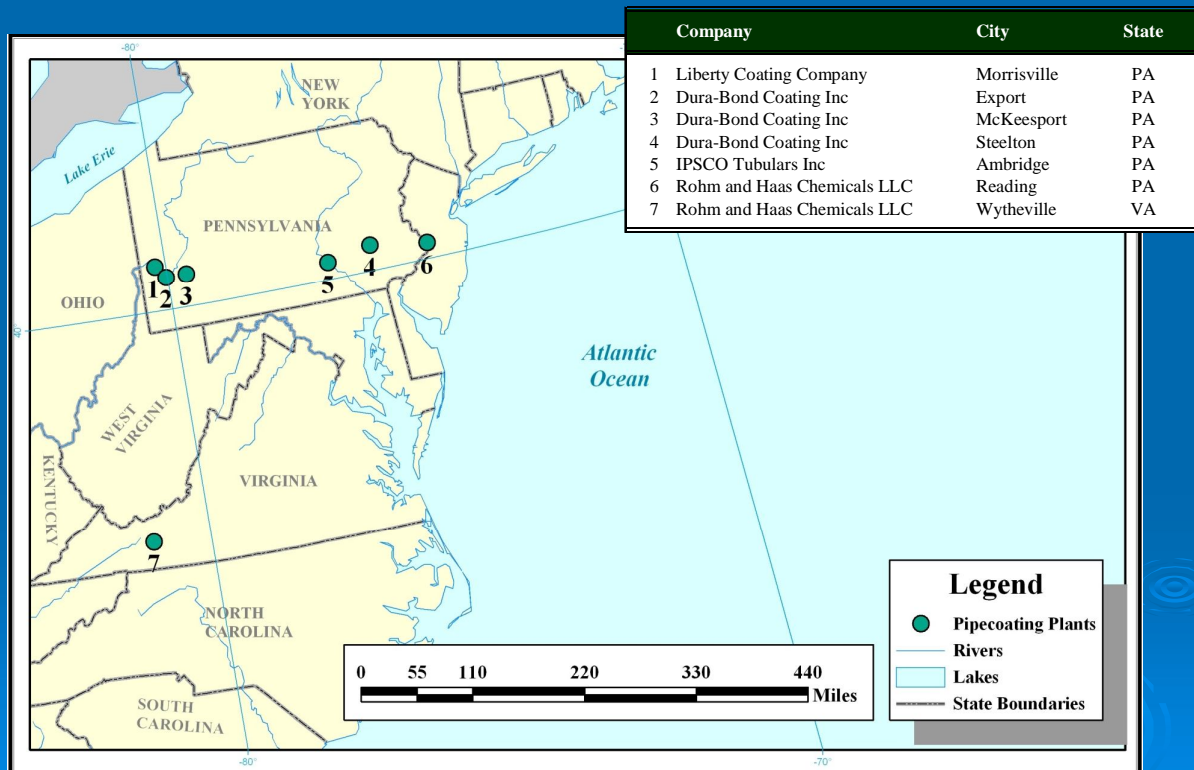 Company City State
1 Liberty Coating Company Morrisville PA
2 Dura-Bond Coating Inc Export PA
3 Dura-Bond Coating Inc McKeesport PA
4 Dura-Bond Coating Inc Steelton PA
5 IPSCO Tubulars Inc Ambridge PA
6 Rohm and Haas Chemicals LLC Reading PA
7 Rohm and Haas Chemicals LLC Wytheville VA
-80°
NEW
YORK
Lake Erie
PENNSYLVANIA
OHIO
1
2
3
5
4
6
40°
Atlantic
Ocean
WEST
VIRGINIA
KENTUCKY
VIRGINIA
7
NORTH
CAROLINA
SOUTH
CAROLINA
0 55 110 220 330 440
Miles
Legend
Pipecoating Plants
Rivers
Lakes
State Boundaries
-80°
-70°